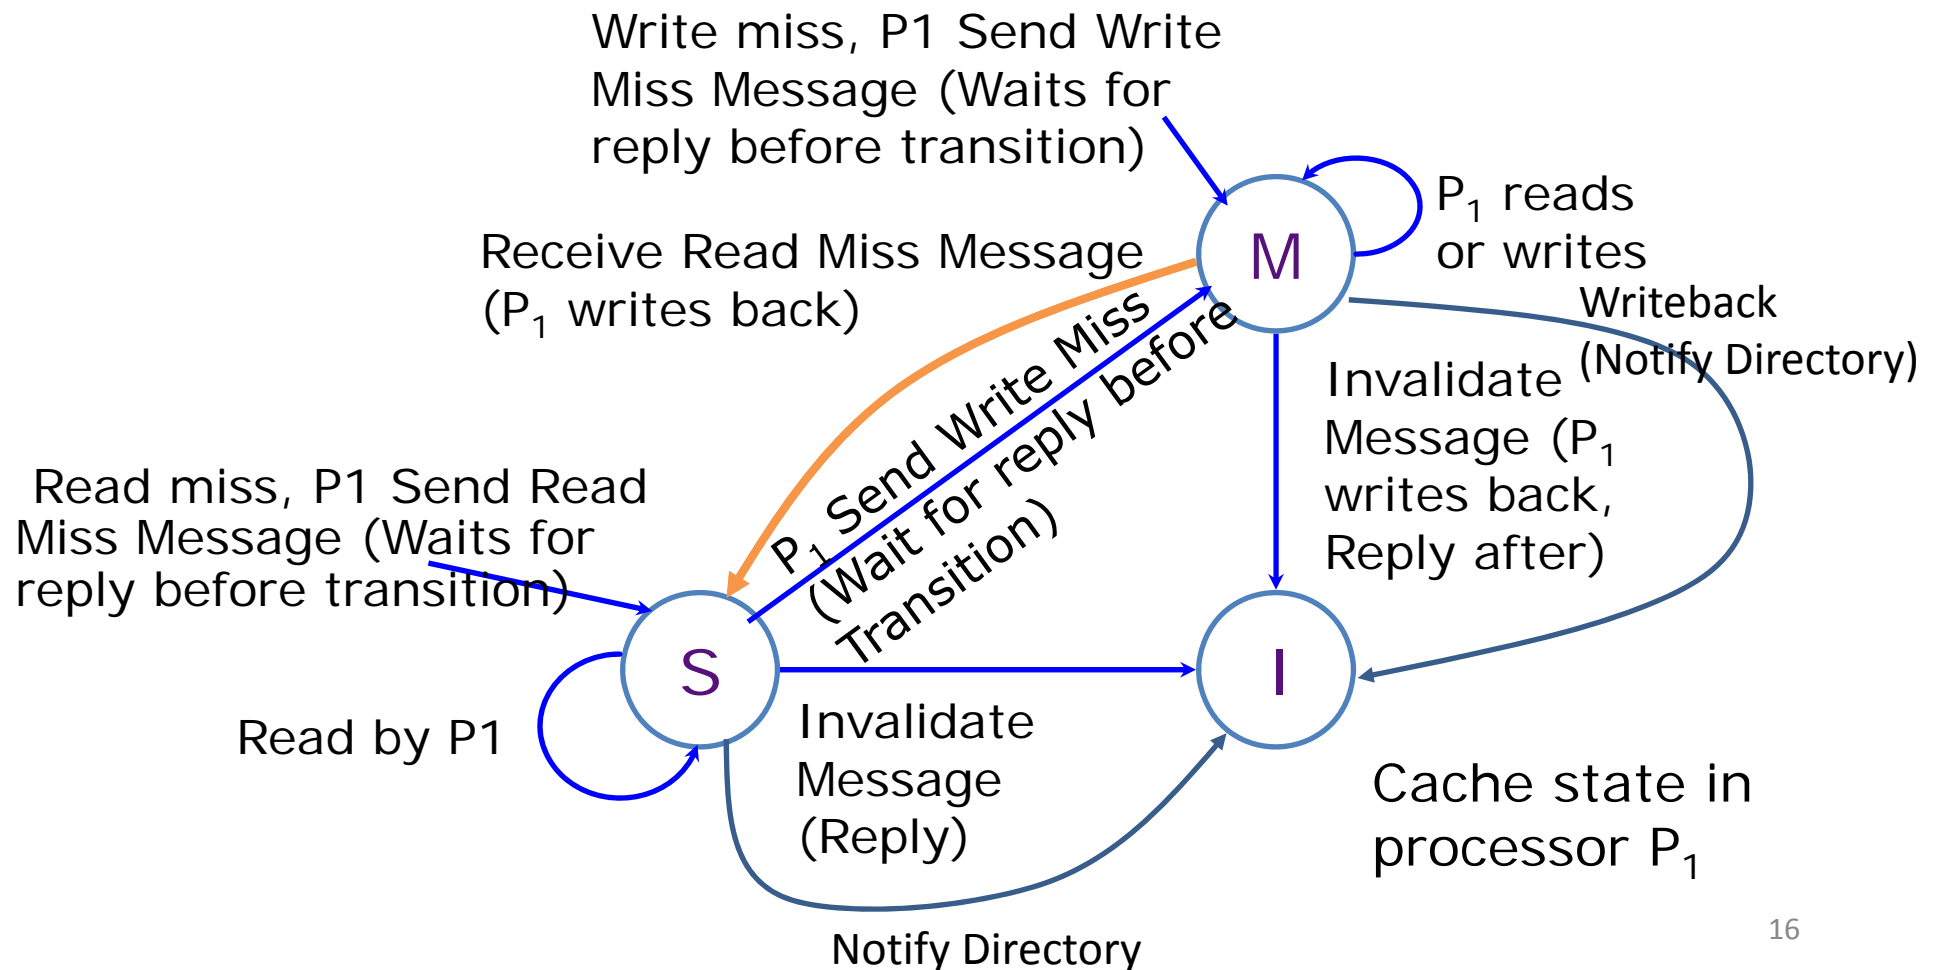 Write miss, P1 Send Write
Miss Message (Waits for
reply before transition)
M
P₁ reads
or writes
Receive Read Miss Message
(P₁ writes back)
Writeback
(Notify Directory)
P₁ Send Write Miss
(Wait for reply before
Transition)
Invalidate
Message (P₁
writes back,
Reply after)
Read miss, P1 Send Read
Miss Message (Waits for
reply before transition)
S
I
Read by P1
Invalidate
Message
(Reply)
Cache state in
processor P₁
Notify Directory
16